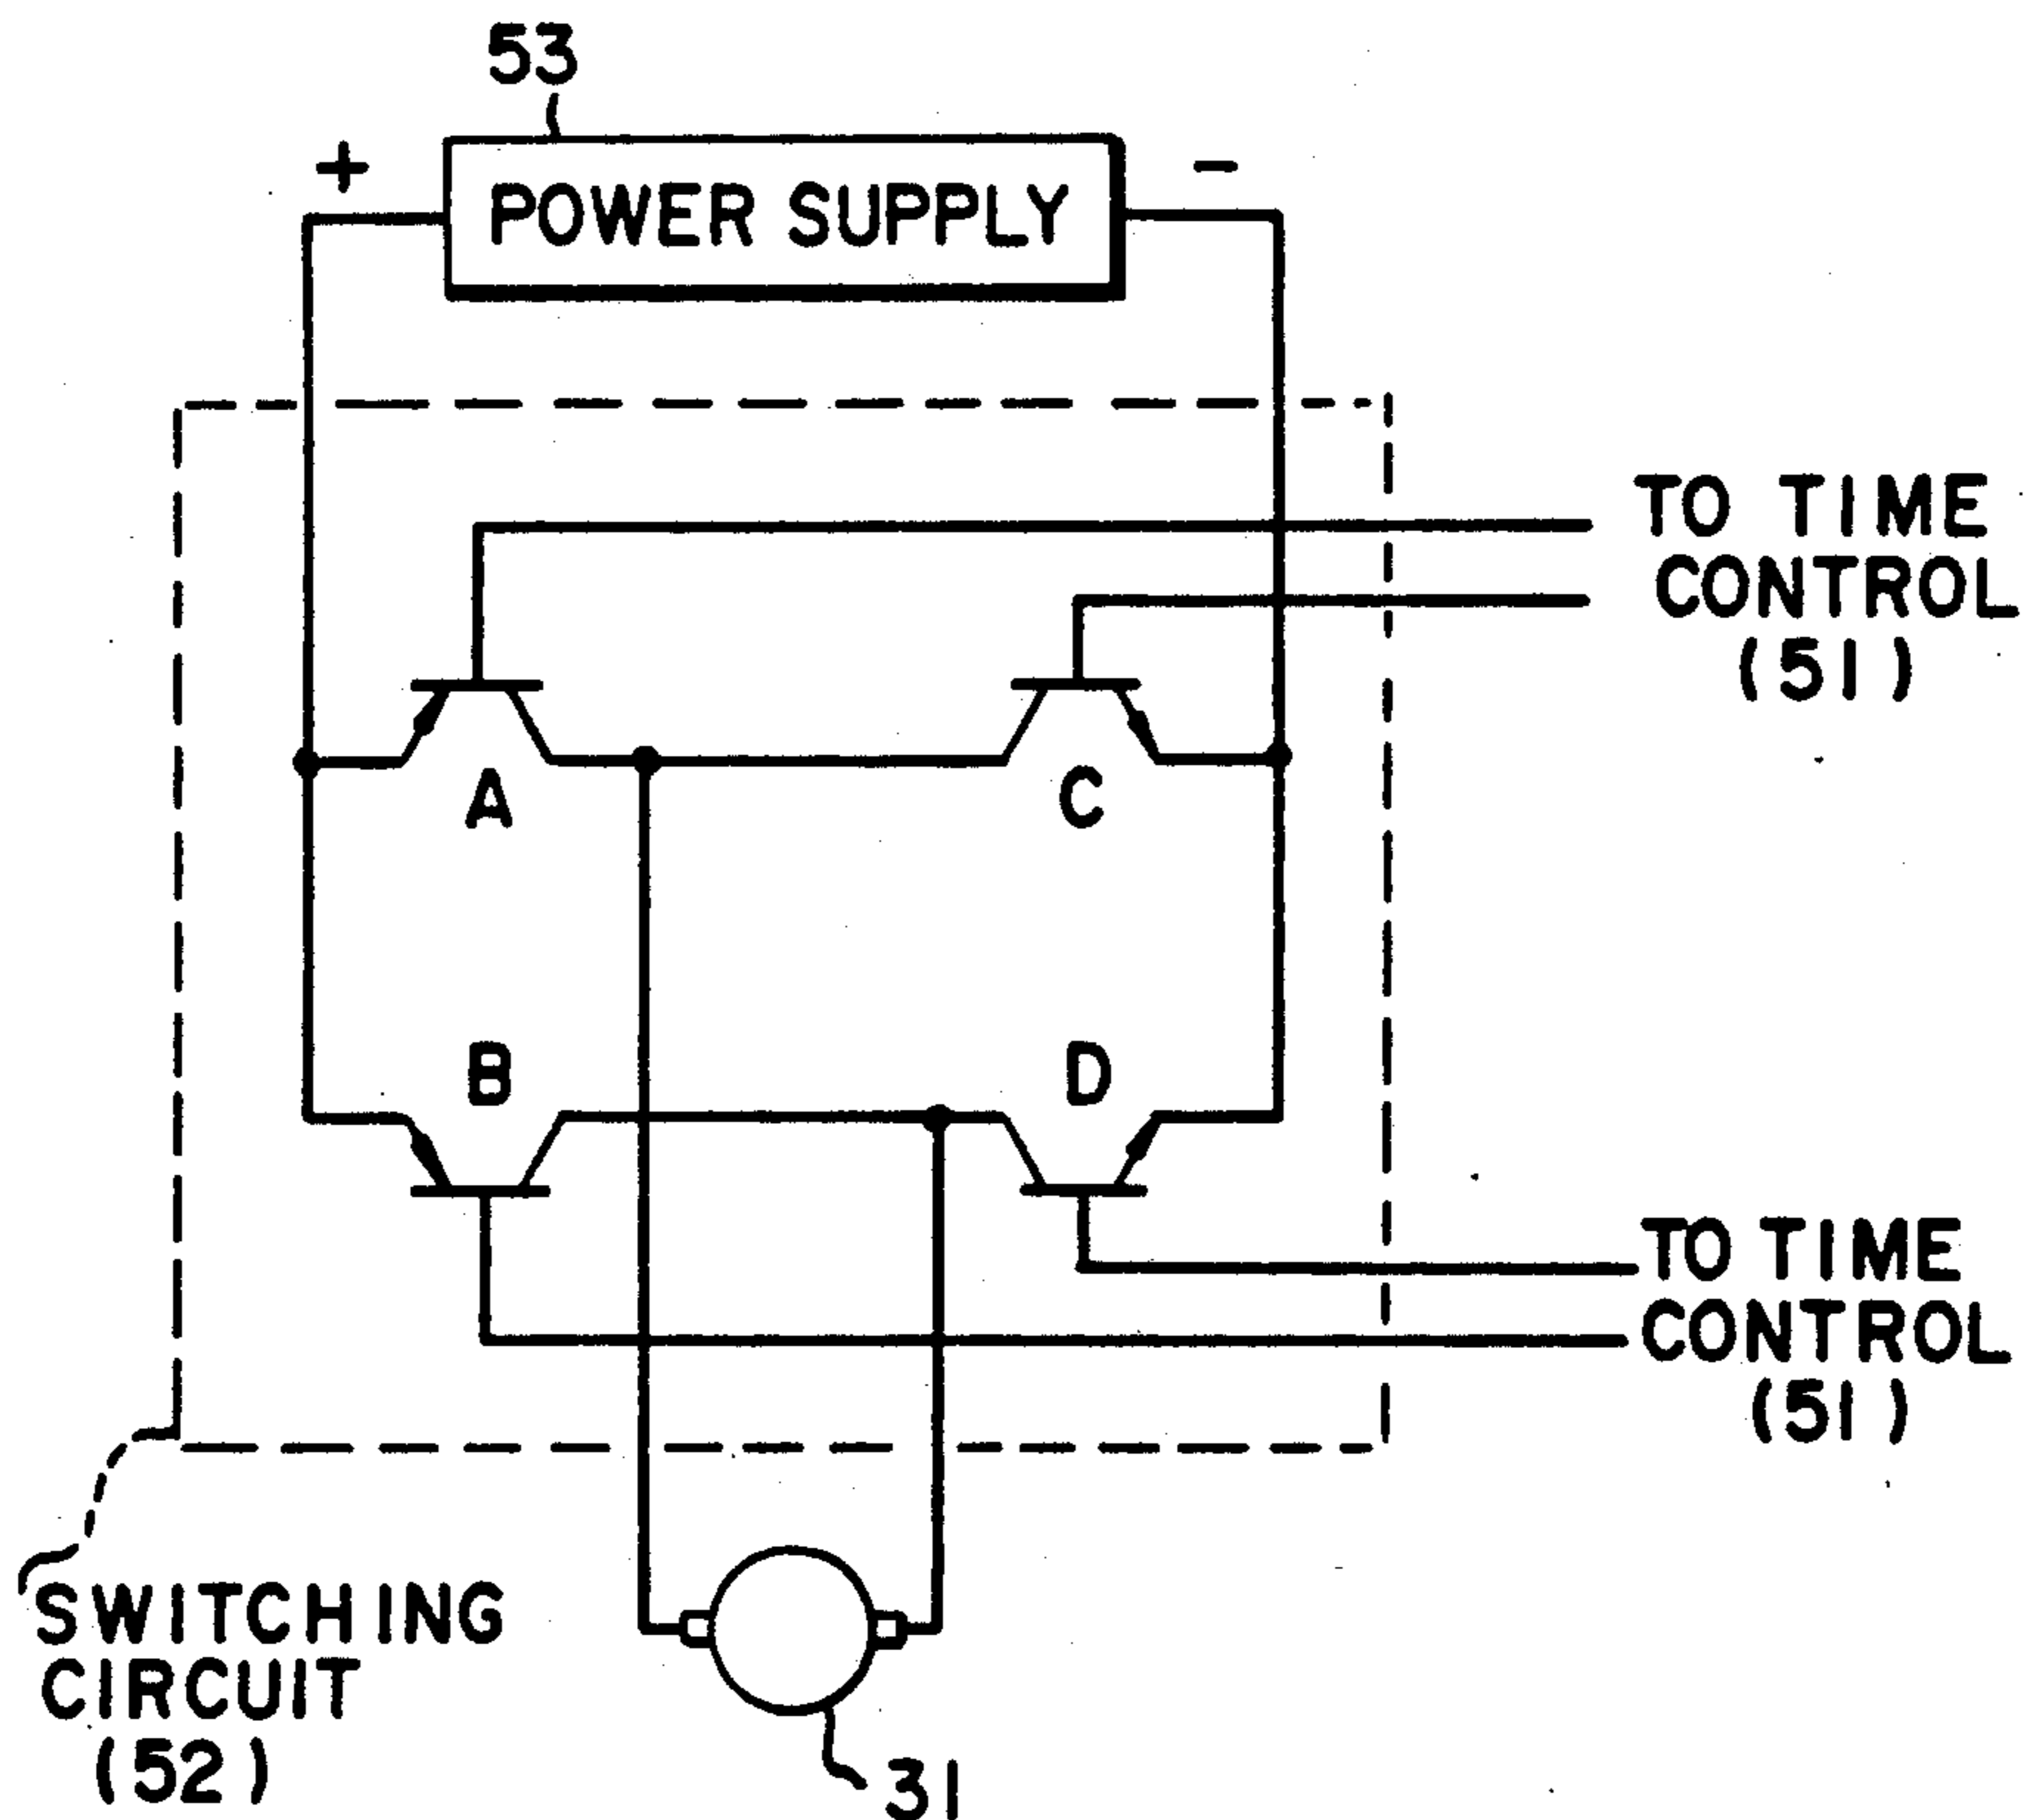 53
+ POWER SUPPLY -
TO TIME
CONTROL
(51)
A
C
B
D
TO TIME
CONTROL
(51)
SWITCHING
CIRCUIT
(52)
31